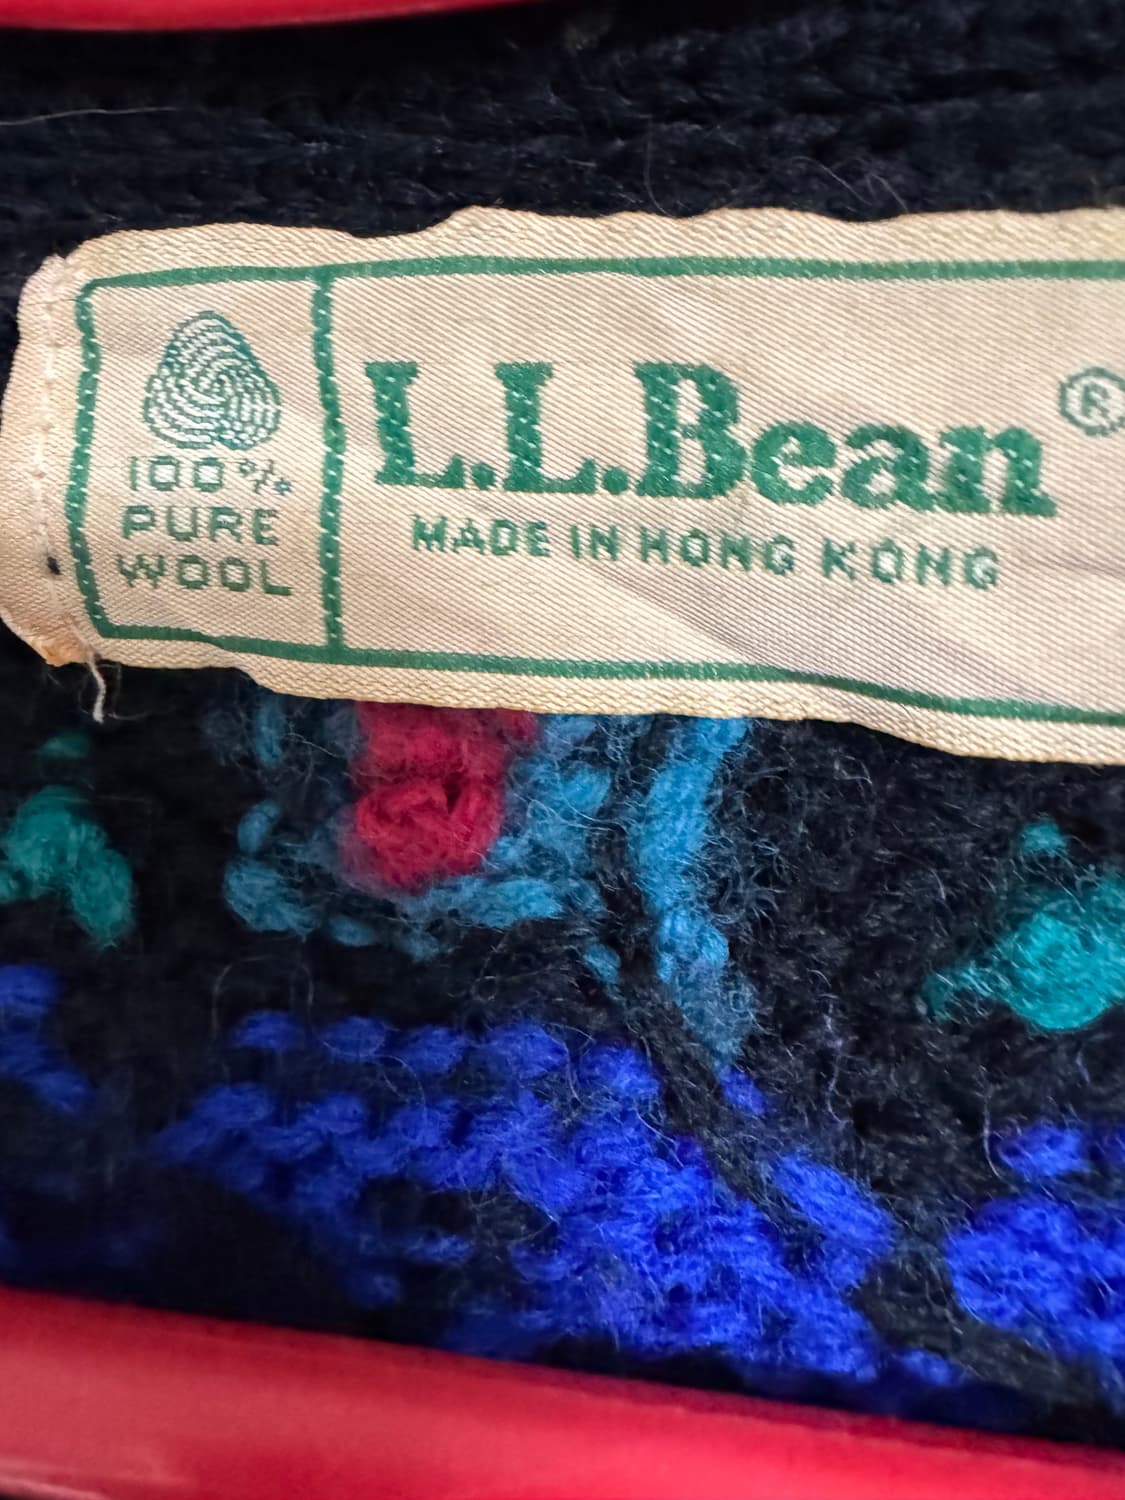 100%
PURE
WOOL
L.L.Bean®
MADE IN HONG KONG